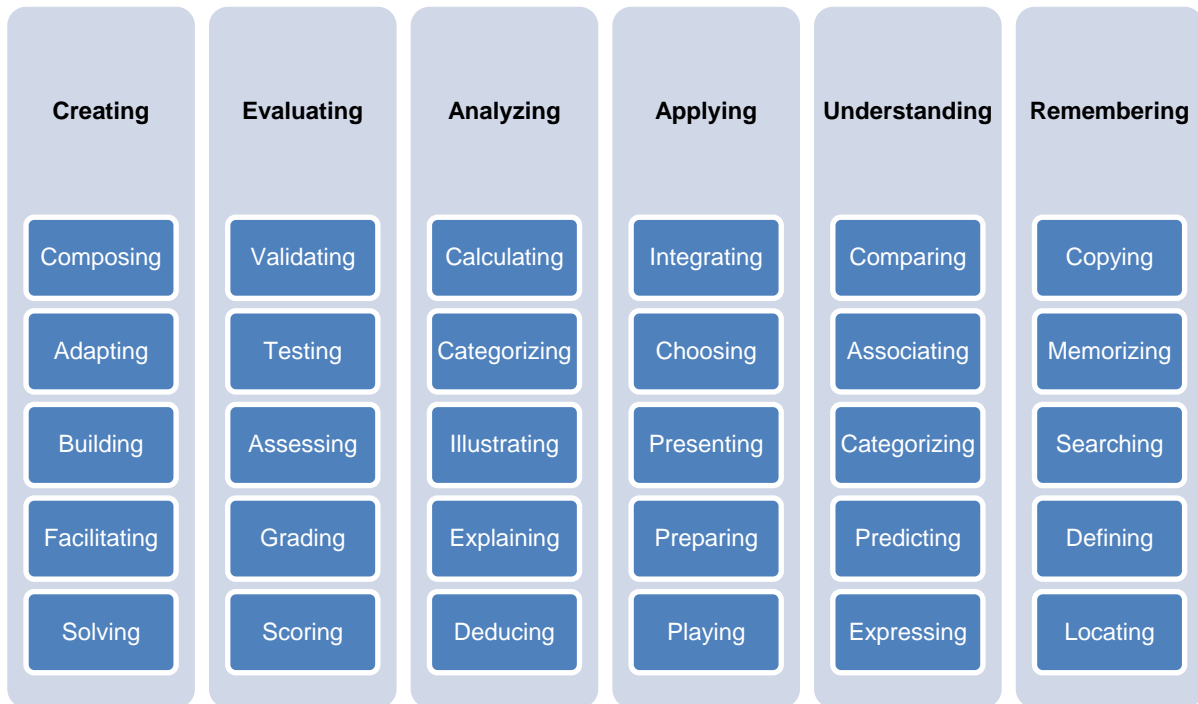 Creating
Composing
Adapting
Building
Facilitating
Solving
Evaluating
Validating
Testing
Assessing
Grading
Scoring
Analyzing
Calculating
Categorizing
Illustrating
Explaining
Deducing
Applying
Integrating
Choosing
Presenting
Preparing
Playing
Understanding
Comparing
Associating
Categorizing
Predicting
Expressing
Remembering
Copying
Memorizing
Searching
Defining
Locating